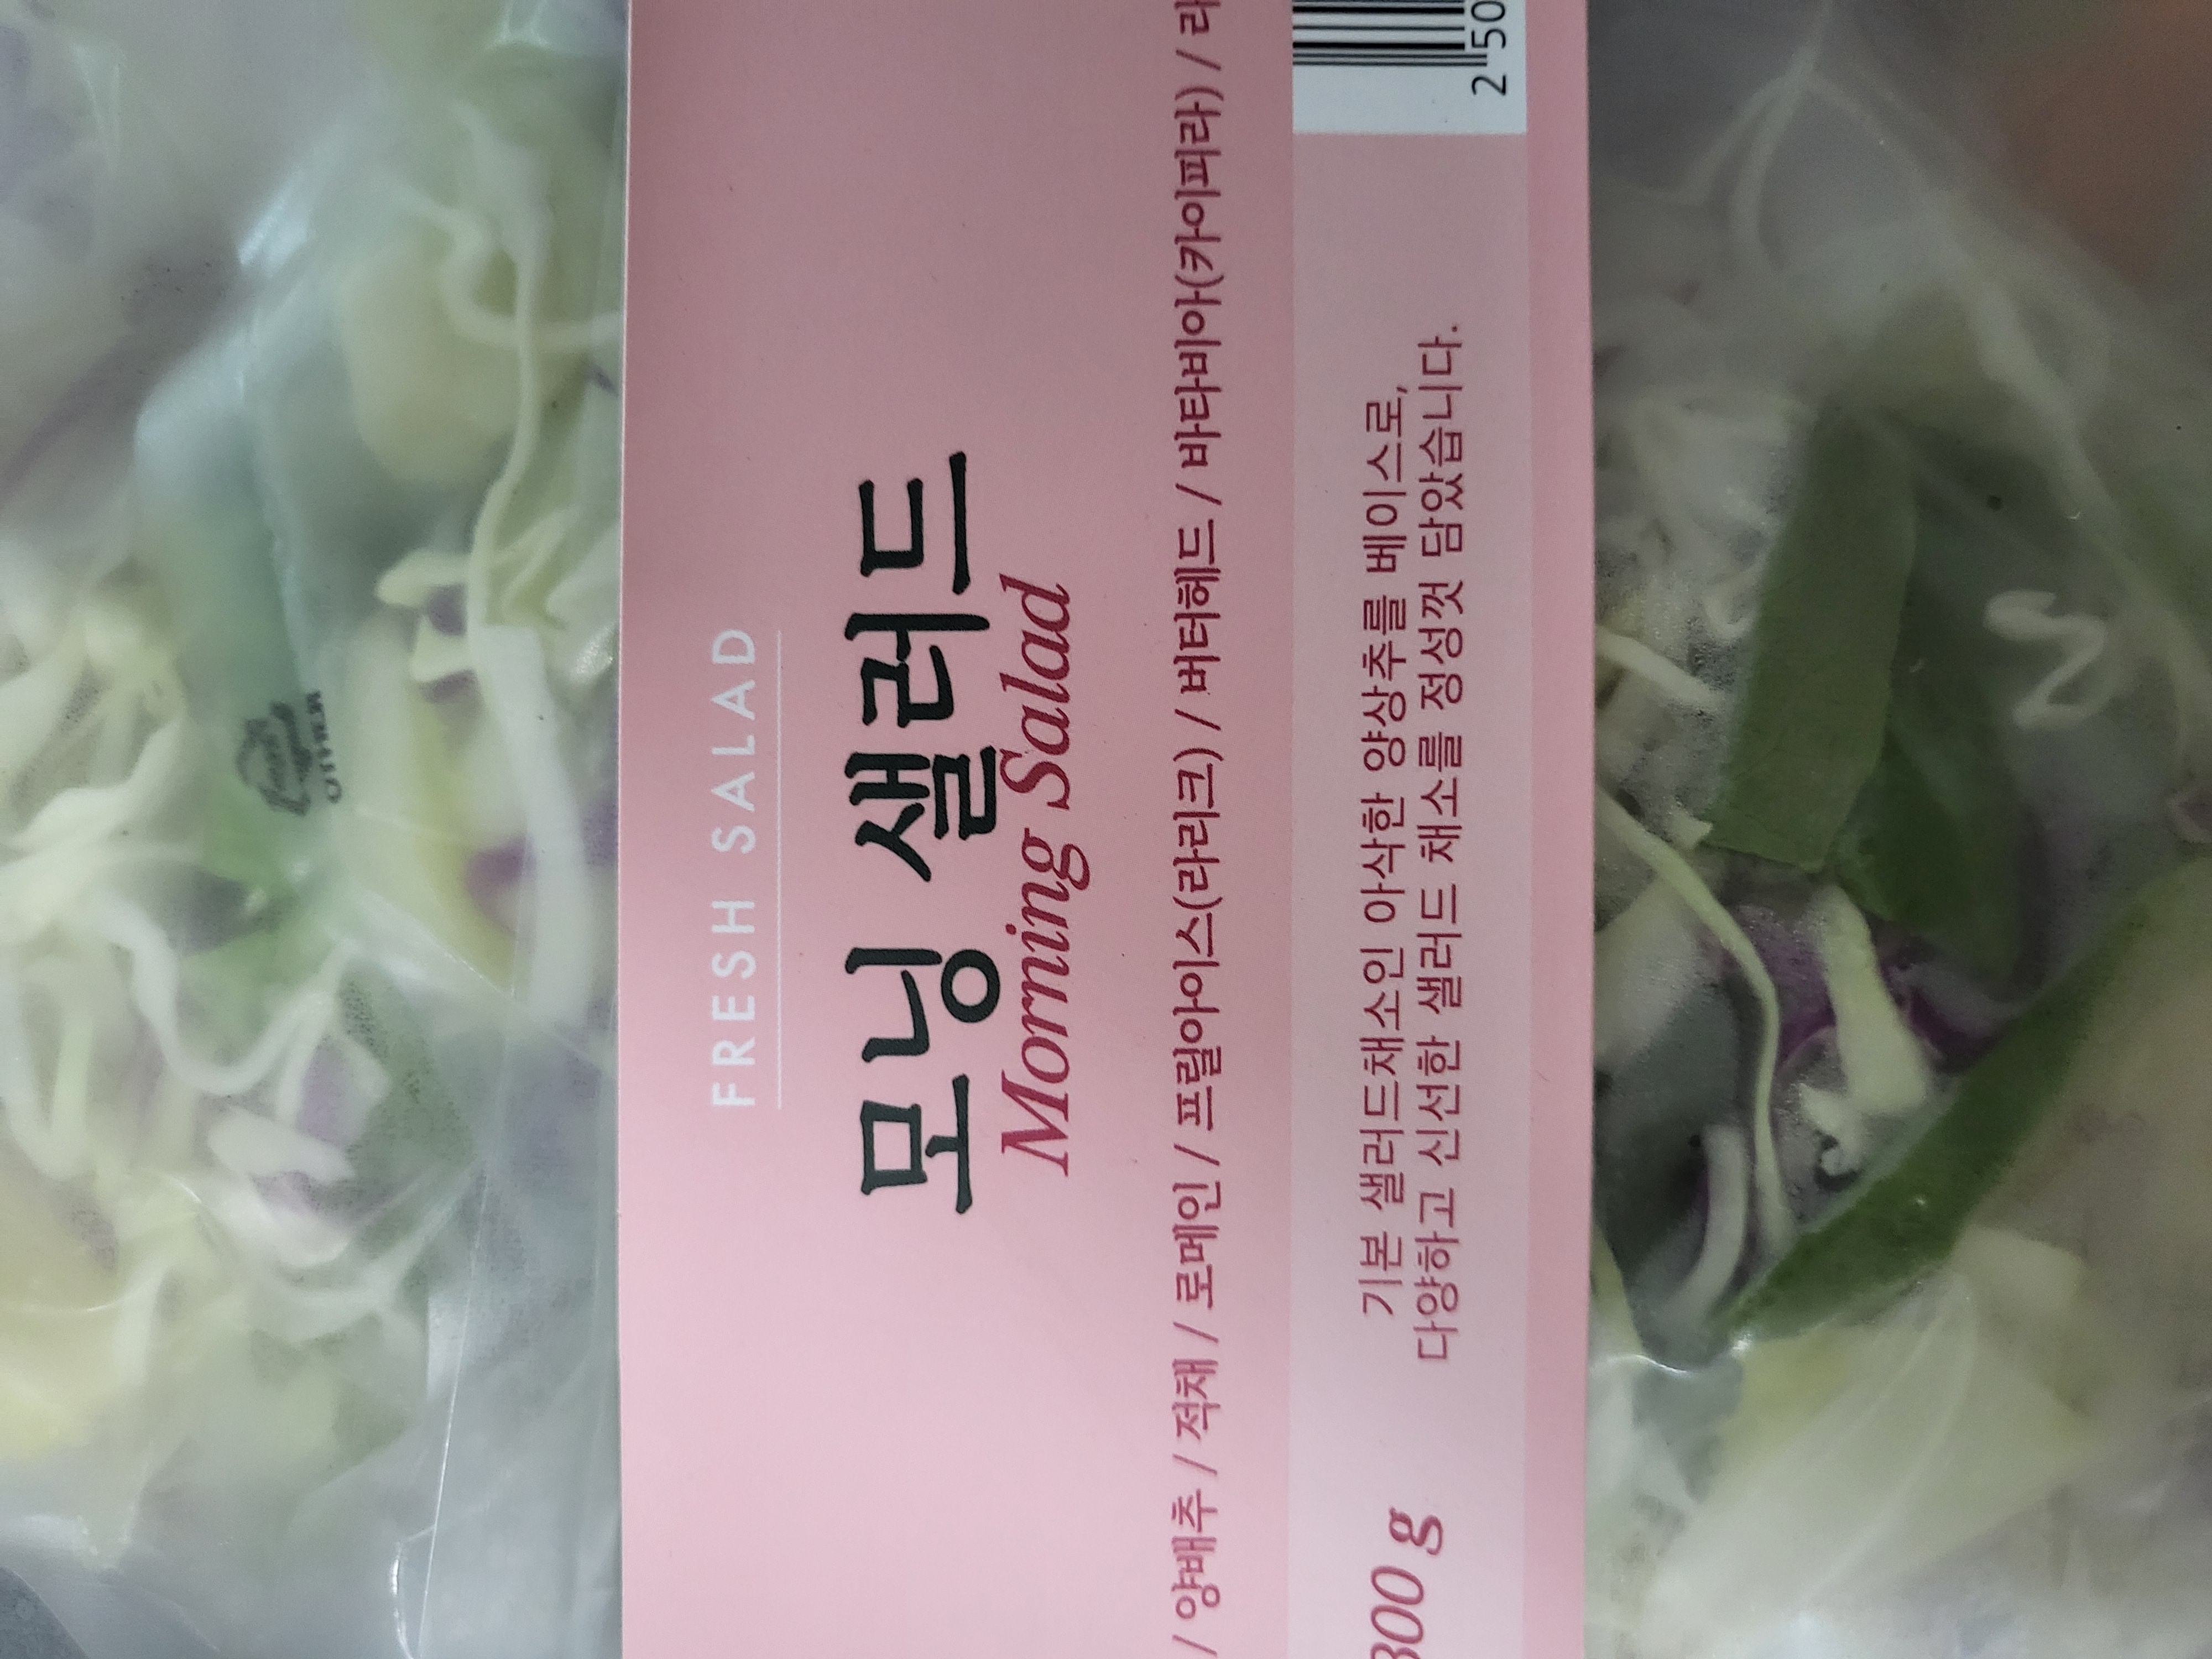 FRESH SALAD
모닝 샐러드
Morning Salad
/ 양배추 / 적채 / 로메인 / 프릴아이스(라리크) / 버터헤드 / 바타비아(카이피라) /
기본 샐러드채소인 아삭한 양상추를 베이스로,
다양하고 신선한 샐러드 채소를 정성껏 담았습니다.
300 g
2 50
OTTER